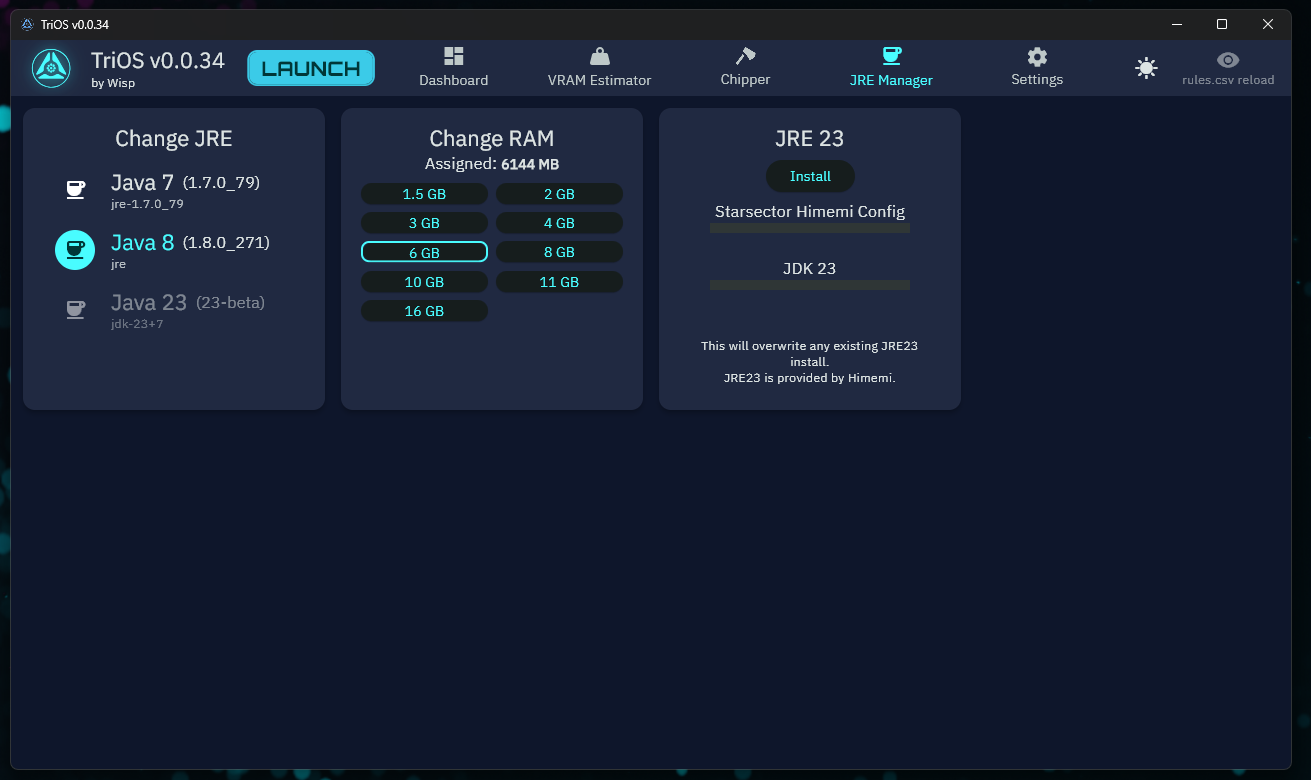 TriOS v0.0.34
TriOS v0.0.34
by Wisp
LAUNCH
Dashboard
VRAM Estimator
Chipper
JRE Manager
Settings
rules.csv reload
Change JRE
Java 7 (1.7.0_79)
jre-1.7.0_79
Java 8 (1.8.0_271)
jre
Java 23 (23-beta)
jdk-23+7
Change RAM
Assigned: 6144 MB
1.5 GB
2 GB
3 GB
4 GB
6 GB
8 GB
10 GB
11 GB
16 GB
JRE 23
Install
Starsector Himemi Config
JDK 23
This will overwrite any existing JRE23
install.
JRE23 is provided by Himemi.